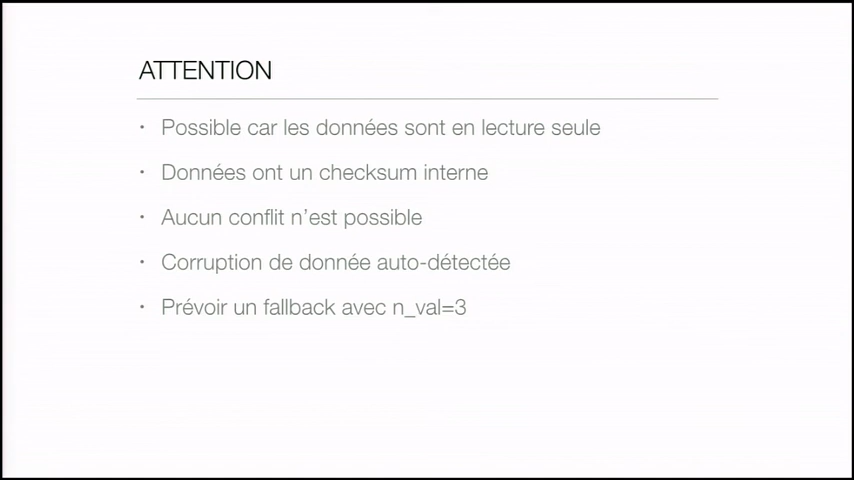 ATTENTION
• Possible car les données sont en lecture seule
• Données ont un checksum interne
• Aucun conflit n’est possible
• Corruption de donnée auto-détectée
• Prévoir un fallback avec n_val=3